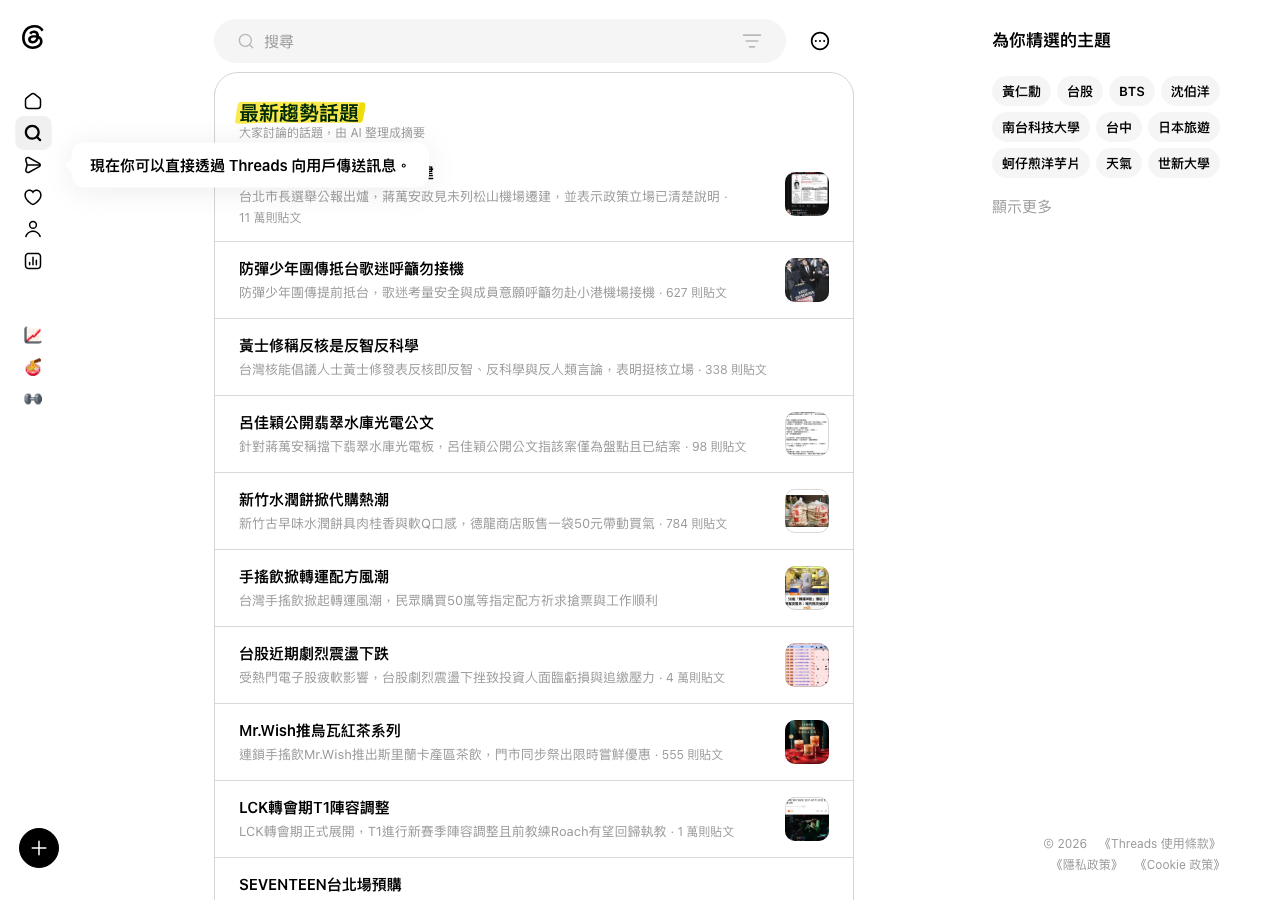 搜尋
最新趨勢話題
大家討論的話題，由 AI 整理成摘要
現在你可以直接透過 Threads 向用戶傳送訊息。
台北市長選舉公報出爐，蔣萬安政見未列松山機場遷建，並表示政策立場已清楚說明 ·
11 萬則貼文
防彈少年團傳抵台歌迷呼籲勿接機
防彈少年團傳提前抵台，歌迷考量安全與成員意願呼籲勿赴小港機場接機 · 627 則貼文
黃士修稱反核是反智反科學
台灣核能倡議人士黃士修發表反核即反智、反科學與反人類言論，表明挺核立場 · 338 則貼文
呂佳穎公開翡翠水庫光電公文
針對蔣萬安稱擋下翡翠水庫光電板，呂佳穎公開公文指該案僅為盤點且已結案 · 98 則貼文
新竹水潤餅掀代購熱潮
新竹古早味水潤餅具肉桂香與軟Q口感，德龍商店販售一袋50元帶動買氣 · 784 則貼文
手搖飲掀轉運配方風潮
台灣手搖飲掀起轉運風潮，民眾購買50嵐等指定配方祈求搶票與工作順利
台股近期劇烈震盪下跌
受熱門電子股疲軟影響，台股劇烈震盪下挫致投資人面臨虧損與追繳壓力 · 4 萬則貼文
Mr.Wish推烏瓦紅茶系列
連鎖手搖飲Mr.Wish推出斯里蘭卡產區茶飲，門市同步祭出限時嘗鮮優惠 · 555 則貼文
LCK轉會期T1陣容調整
LCK轉會期正式展開，T1進行新賽季陣容調整且前教練Roach有望回歸執教 · 1 萬則貼文
SEVENTEEN台北場預購
為你精選的主題
黃仁勳 台股 BTS 沈伯洋
南台科技大學 台中 日本旅遊
蚵仔煎洋芋片 天氣 世新大學
顯示更多
© 2026 《Threads 使用條款》
《隱私政策》 《Cookie 政策》